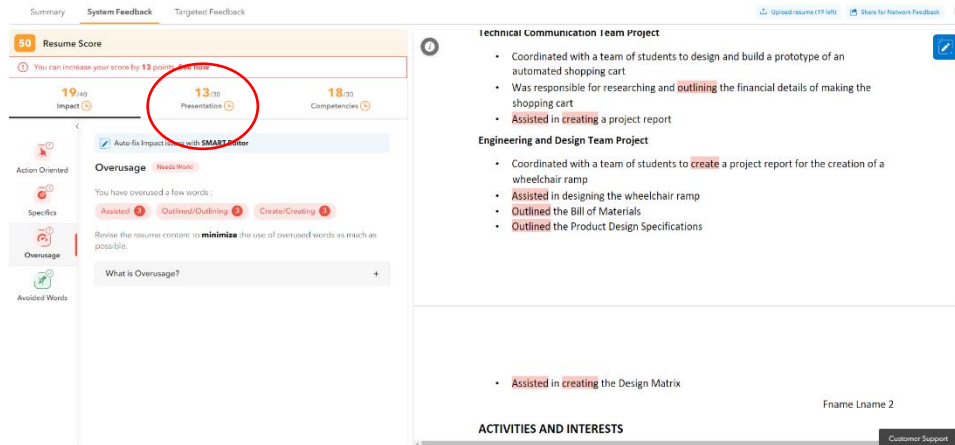 Summary System Feedback Targeted Feedback
Upload resume (19 left) Share for Network Feedback
50 Resume Score
You can increase your score by 13 points. See how
19/40
Impact
13/30
Presentation
18/30
Competencies
Auto-fix Impact issues with SMART Editor
Action Oriented
Specifics
Overusage
Avoided Words
Overusage Needs Work!
You have overused a few words :
Assisted 3 Outlined/Outlining 3 Create/Creating 3
Revise the resume content to minimize the use of overused words as much as
possible.
What is Overusage? +
Technical Communication Team Project
• Coordinated with a team of students to design and build a prototype of an
automated shopping cart
• Was responsible for researching and outlining the financial details of making the
shopping cart
• Assisted in creating a project report
Engineering and Design Team Project
• Coordinated with a team of students to create a project report for the creation of a
wheelchair ramp
• Assisted in designing the wheelchair ramp
• Outlined the Bill of Materials
• Outlined the Product Design Specifications
• Assisted in creating the Design Matrix
Fname Lname 2
ACTIVITIES AND INTERESTS
Customer Support